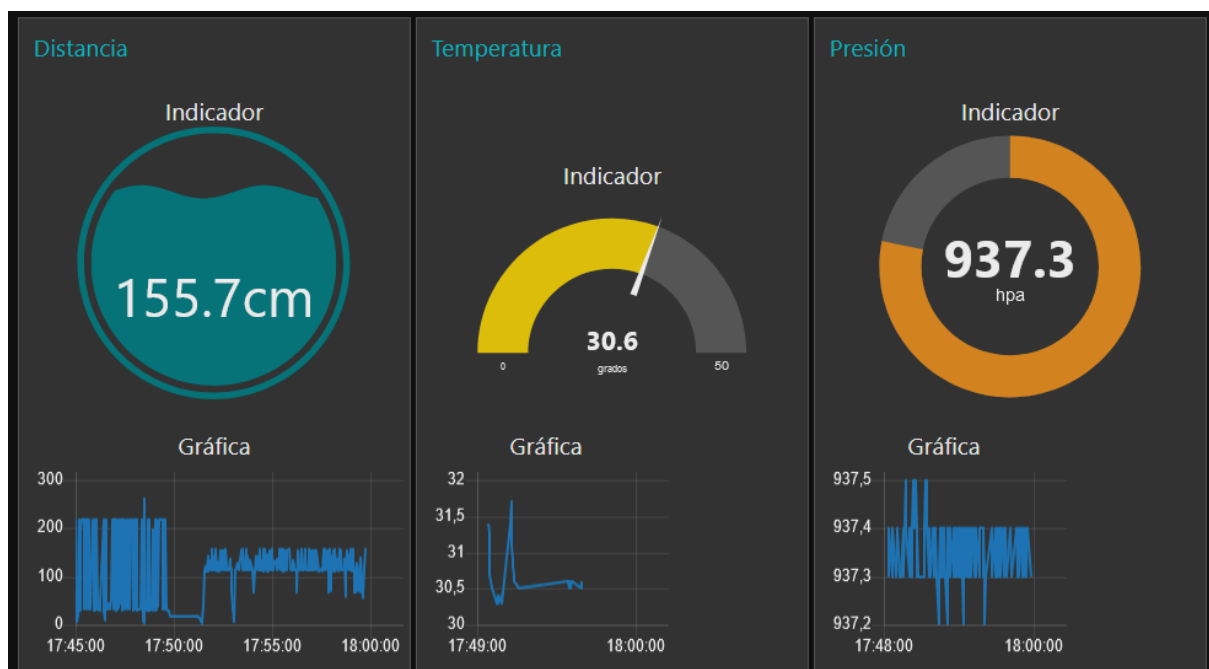 Distancia
Indicador
155.7cm
Gráfica
300
200
100
0
17:45:00 17:50:00 17:55:00 18:00:00
Temperatura
Indicador
30.6
0 grados 50
Gráfica
32
31,5
31
30,5
30
17:49:00 18:00:00
Presión
Indicador
937.3
hpa
Gráfica
937,5
937,4
937,3
937,2
17:48:00 18:00:00